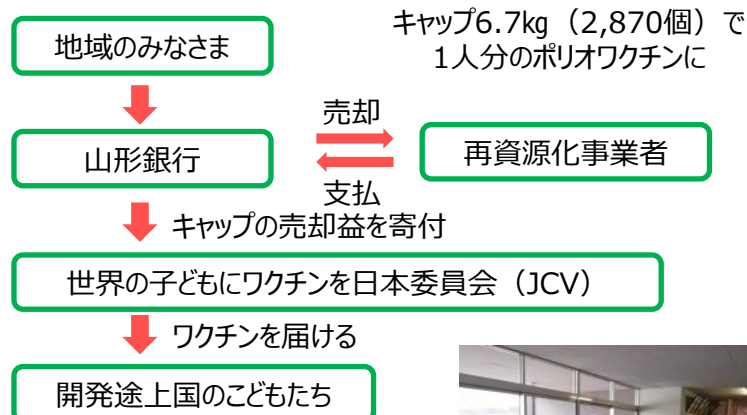 キャップ6.7㎏（2,870個）で
1人分のポリオワクチンに
地域のみなさま
売却
山形銀行
再資源化事業者
支払
キャップの売却益を寄付
世界の子どもにワクチンを日本委員会（JCV）
ワクチンを届ける
開発途上国のこどもたち